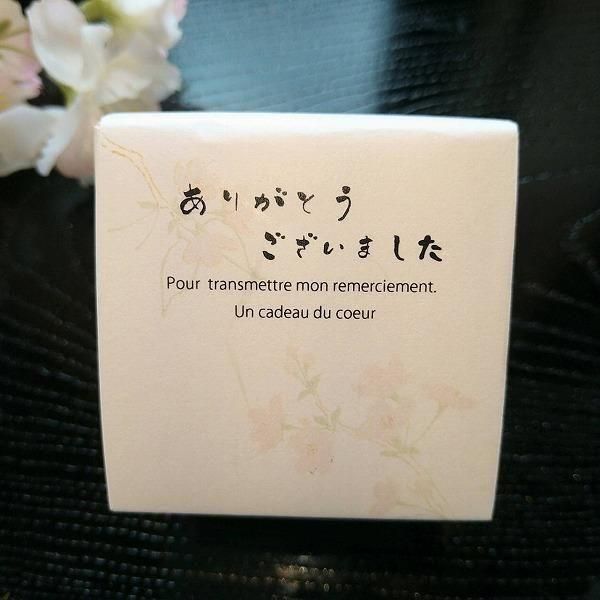 ありがとう
ございました
Pour transmettre mon remerciement.
Un cadeau du coeur